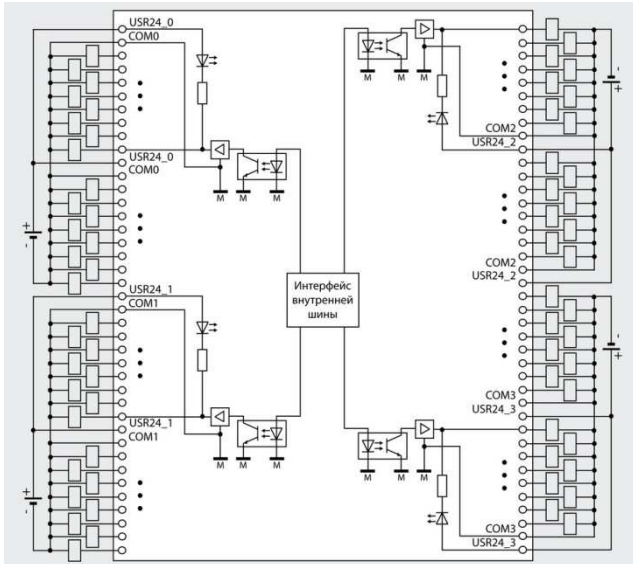 USR24_0
COM0
USR24_0
COM0
M
M
M
USR24_1
COM1
USR24_1
COM1
M
M
M
+
-
+
-
Интерфейс
внутренней
шины
M
M
M
COM2
USR24_2
COM2
USR24_2
M
M
M
COM3
USR24_3
COM3
USR24_3
-
+
-
+